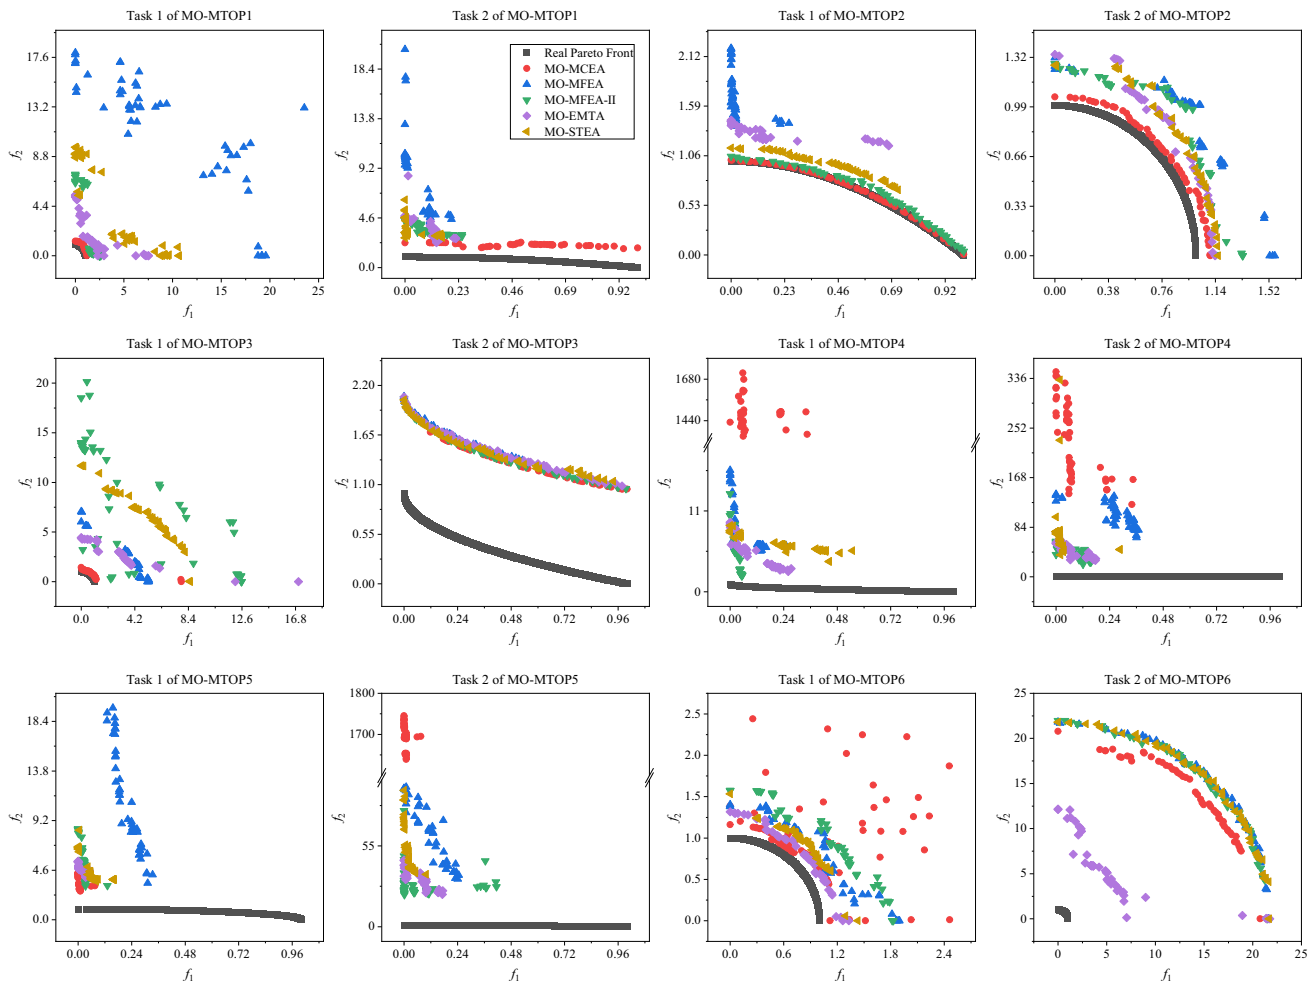 Task 1 of MO-MTOP1
17.6
13.2
8.8
4.4
0.0
f2
0
5
10
15
20
25
f1
Task 2 of MO-MTOP1
Real Pareto Front
MO-MCEA
MO-MFEA
MO-MFEA-II
MO-EMTA
MO-STEA
18.4
13.8
9.2
4.6
0.0
f2
0.00
0.23
0.46
0.69
0.92
f1
Task 1 of MO-MTOP2
2.12
1.59
1.06
0.53
0.00
f2
0.00
0.23
0.46
0.69
0.92
f1
Task 2 of MO-MTOP2
1.32
0.99
0.66
0.33
0.00
f2
0.00
0.38
0.76
1.14
1.52
f1
Task 1 of MO-MTOP3
20
15
10
5
0
f2
0.0
4.2
8.4
12.6
16.8
f1
Task 2 of MO-MTOP3
2.20
1.65
1.10
0.55
0.00
f2
0.00
0.24
0.48
0.72
0.96
f1
Task 1 of MO-MTOP4
1680
1440
11
0
f2
0.00
0.24
0.48
0.72
0.96
f1
Task 2 of MO-MTOP4
336
252
168
84
0
f2
0.00
0.24
0.48
0.72
0.96
f1
Task 1 of MO-MTOP5
18.4
13.8
9.2
4.6
0.0
f2
0.00
0.24
0.48
0.72
0.96
f1
Task 2 of MO-MTOP5
1800
1700
55
0
f2
0.00
0.24
0.48
0.72
0.96
f1
Task 1 of MO-MTOP6
2.5
2.0
1.5
1.0
0.5
0.0
f2
0.0
0.6
1.2
1.8
2.4
f1
Task 2 of MO-MTOP6
25
20
15
10
5
0
f2
0
5
10
15
20
25
f1